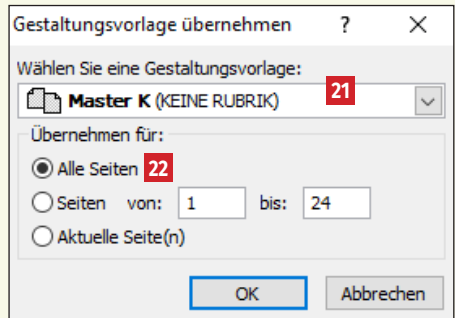 Gestaltungsvorlage übernehmen ? ×
Wählen Sie eine Gestaltungsvorlage:
Master K (KEINE RUBRIK) 21
Übernehmen für:
Alle Seiten 22
Seiten von: 1 bis: 24
Aktuelle Seite(n)
OK Abbrechen